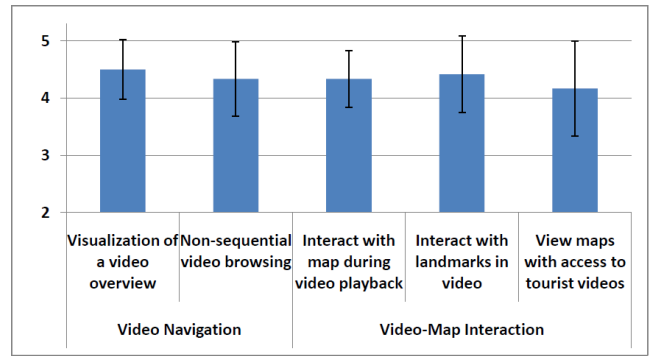 5
4
3
2
Visualization of
a video
overview
Non-sequential
video browsing
Interact with
map during
video playback
Interact with
landmarks in
video
View maps
with access to
tourist videos
Video Navigation
Video-Map Interaction